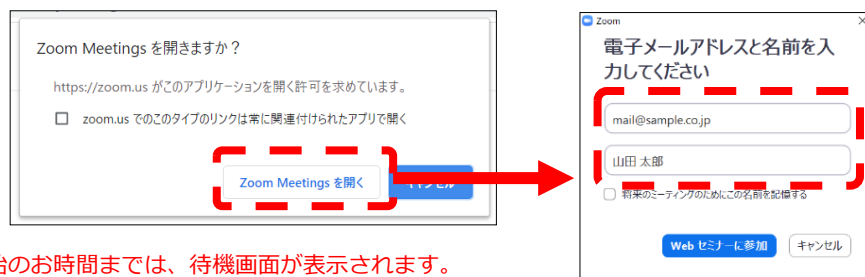 Zoom Meetings を開きますか？
https://zoom.us がこのアプリケーションを開く許可を求めています。
zoom.us でのこのタイプのリンクは常に関連付けられたアプリで開く
Zoom Meetings を開く
キャンセル
Zoom
電子メールアドレスと名前を入
力してください
mail@sample.co.jp
山田 太郎
将来のミーティングのためにこの名前を記憶する
Web セミナーに参加 キャンセル
始のお時間までは、待機画面が表示されます。